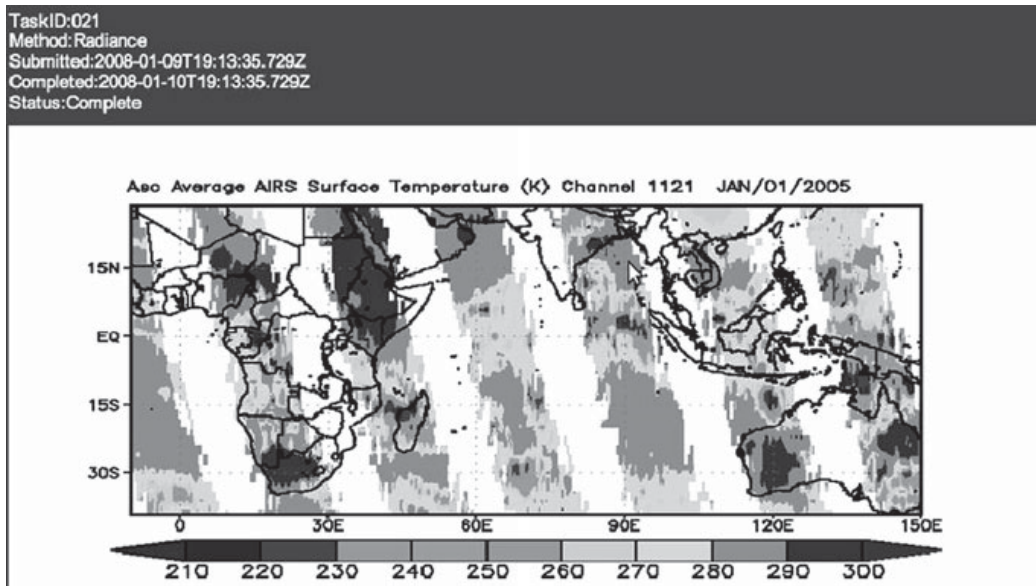 TaskID:021
Method:Radiance
Submitted:2008-01-09T19:13:35.729Z
Completed:2008-01-10T19:13:35.729Z
Status:Complete
Asc Average AIRS Surface Temperature (K) Channel 1121 JAN/01/2005
15N
EQ
15S
30S
0 30E 60E 90E 120E 150E
210 220 230 240 250 260 270 280 290 300